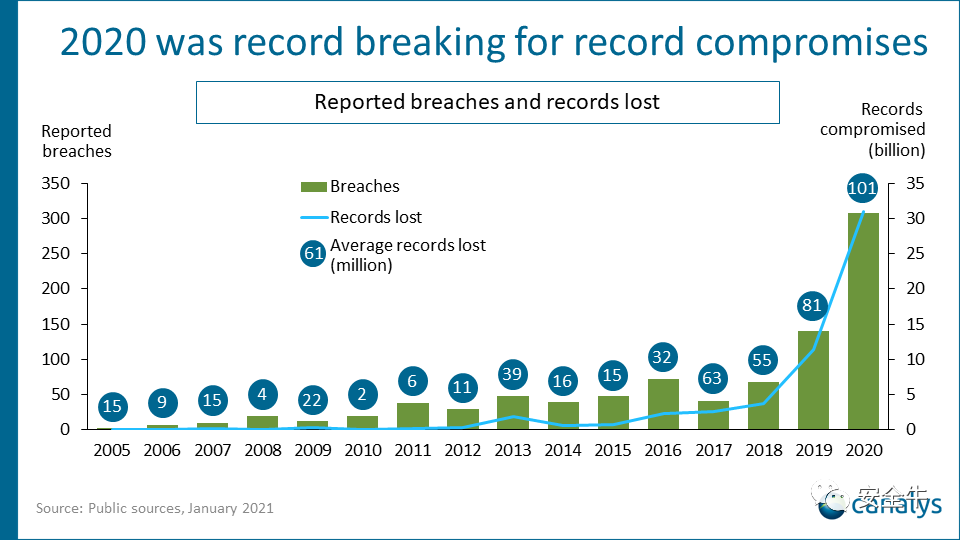 2020 was record breaking for record compromises
Reported breaches and records lost
Reported
breaches
Records
compromised
(billion)
Breaches
Records lost
61
Average records lost
(million)
350
300
250
200
150
100
50
0
35
30
25
20
15
10
5
0
15
9
15
4
22
2
6
11
39
16
15
32
63
55
81
101
2005 2006 2007 2008 2009 2010 2011 2012 2013 2014 2015 2016 2017 2018 2019 2020
Source: Public sources, January 2021
安全牛
canalys